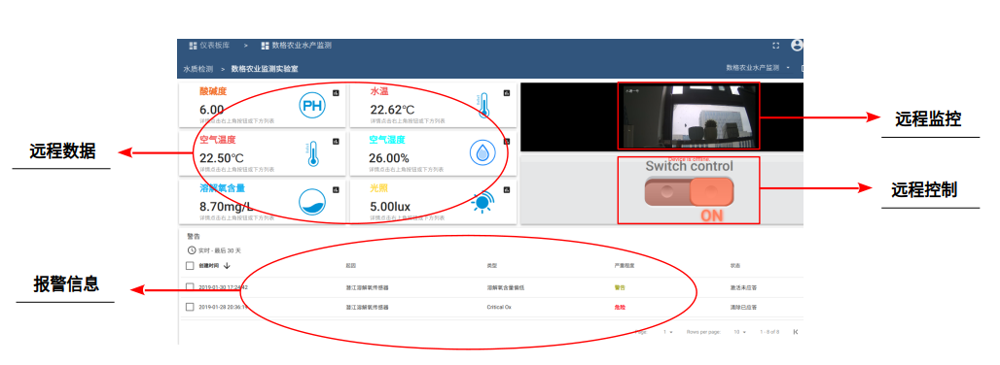 仪表板库 > 数格农业水产监测
水质检测 > 数格农业监测实验室
数格农业水产监测
酸碱度
6.00
详情点击右上角按钮或下方列表
PH
水温
22.62℃
详情点击右上角按钮或下方列表
空气温度
22.50℃
详情点击右上角按钮或下方列表
空气湿度
26.00%
详情点击右上角按钮或下方列表
溶解氧含量
8.70mg/L
详情点击右上角按钮或下方列表
光照
5.00lux
详情点击右上角按钮或下方列表
Device is offline
Switch control
ON
远程数据
远程监控
远程控制
报警信息
警告
实时 - 最后 30 天
创建时间 起因 类型 严重程度 状态
2019-01-30 17:24:42 潜江溶解氧传感器 溶解氧含量偏低 警告 激活未应答
2019-01-28 20:36:1 潜江溶解氧传感器 Critical Ox 危险 清除已应答
Page 1 Rows per page: 10 1 - 8 of 8